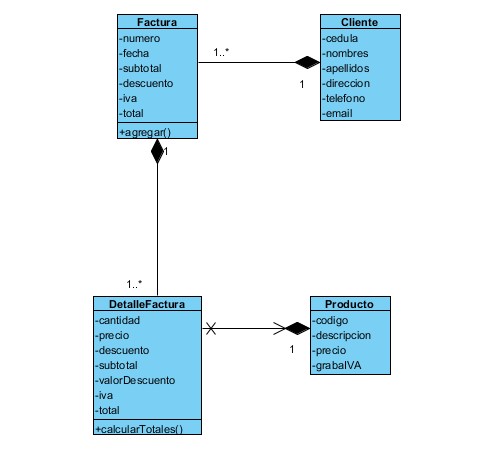 Factura
-numero
-fecha
-subtotal
-descuento
-iva
-total
+agregar()
1..*
1
Cliente
-cedula
-nombres
-apellidos
-direccion
-telefono
-email
1
1..*
DetalleFactura
-cantidad
-precio
-descuento
-subtotal
-valorDescuento
-iva
-total
+calcularTotales()
1
Producto
-codigo
-descripcion
-precio
-grabaIVA